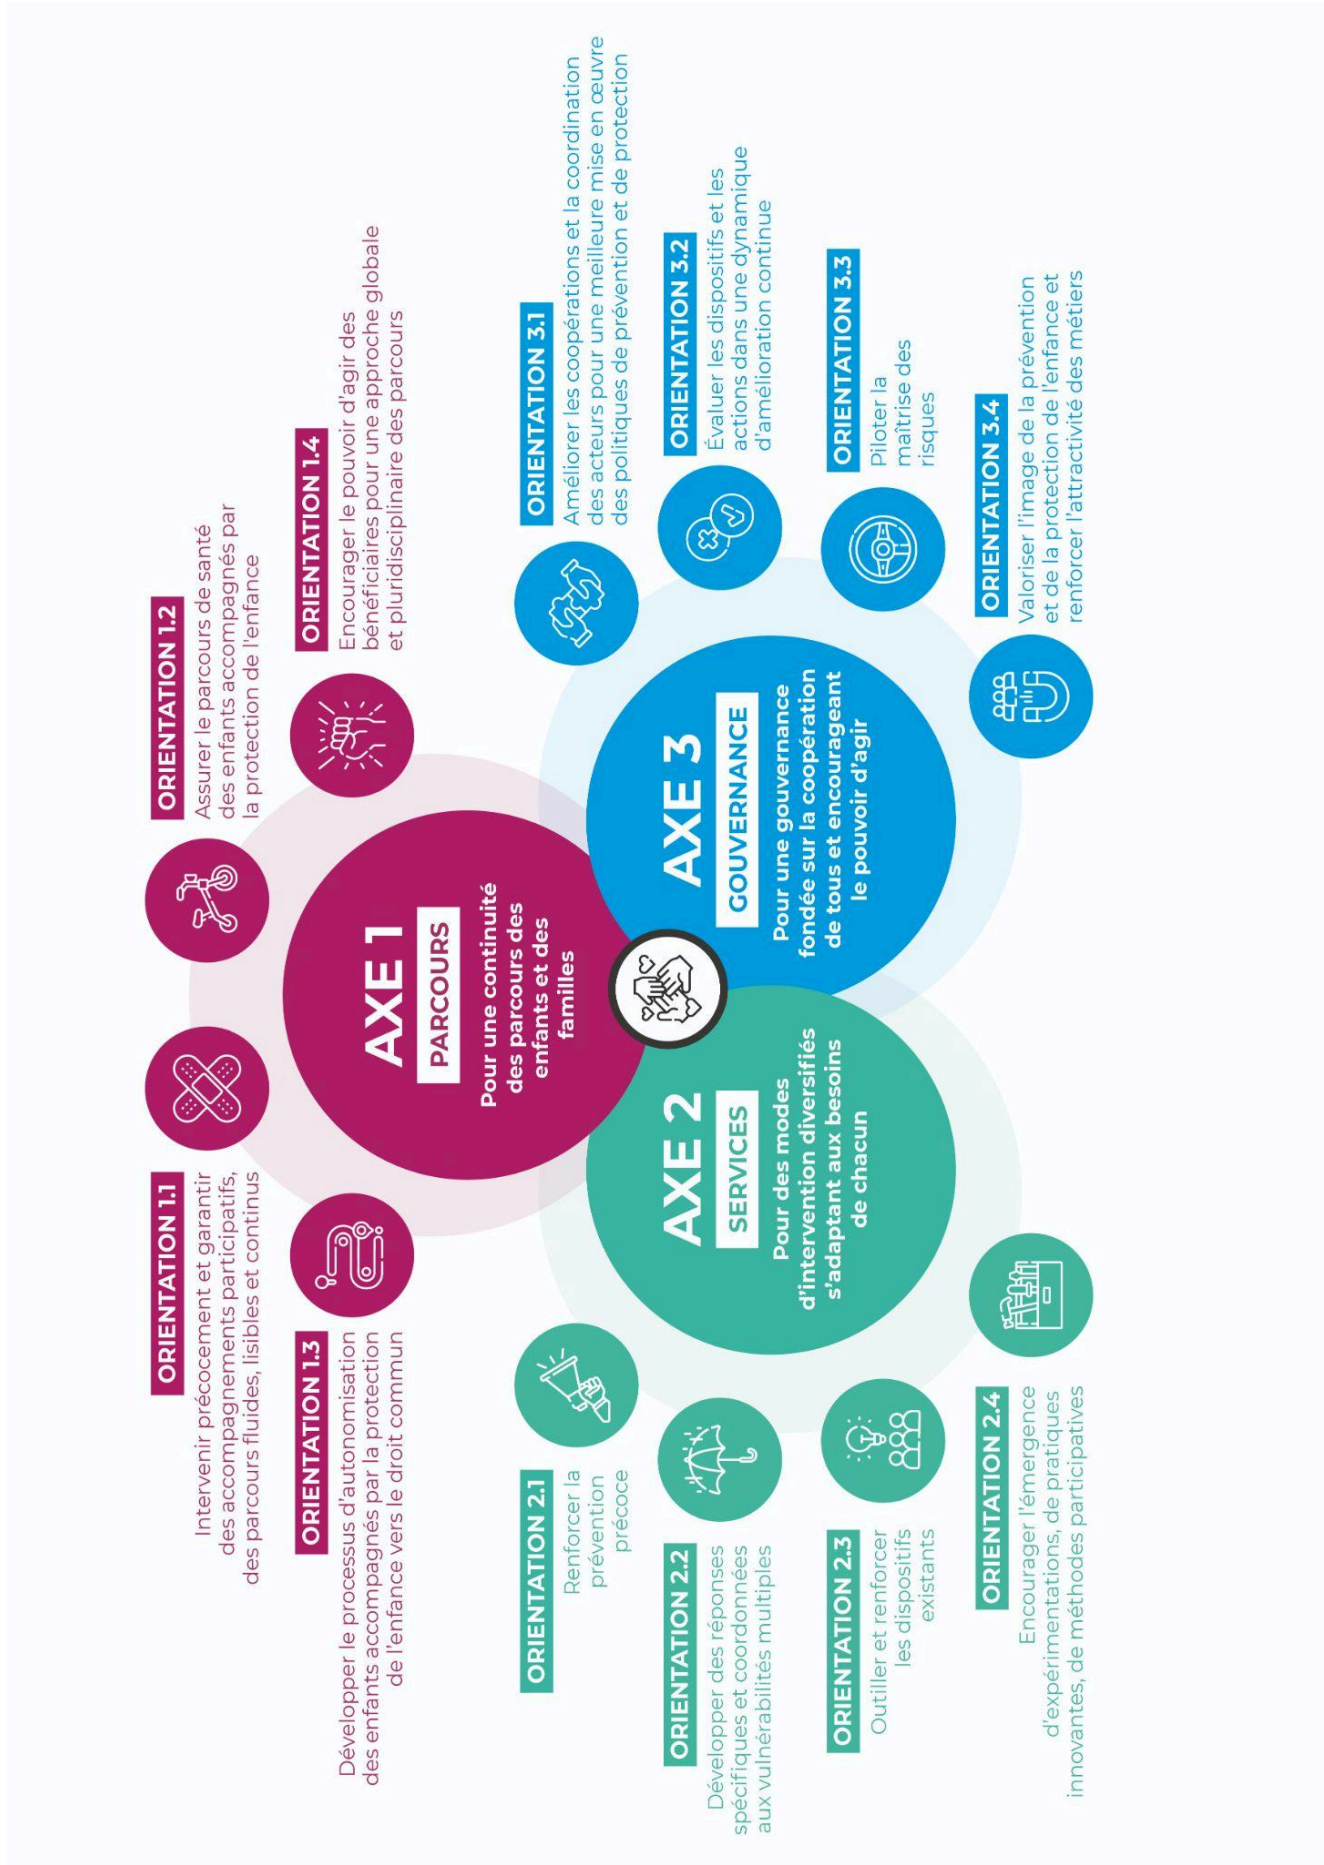 ORIENTATION 1.1
Intervenir précocement et garantir
des accompagnements participatifs,
des parcours fluides, lisibles et continus
ORIENTATION 1.2
Assurer le parcours de santé
des enfants accompagnés par
la protection de l'enfance
ORIENTATION 1.3
Développer le processus d'autonomisation
des enfants accompagnés par la protection
de l'enfance vers le droit commun
ORIENTATION 1.4
Encourager le pouvoir d'agir des
bénéficiaires pour une approche globale
et pluridisciplinaire des parcours
AXE 1
PARCOURS
Pour une continuité
des parcours des
enfants et des
familles
ORIENTATION 2.1
Renforcer la
prévention
précoce
ORIENTATION 2.2
Développer des réponses
spécifiques et coordonnées
aux vulnérabilités multiples
ORIENTATION 2.3
Outiller et renforcer
les dispositifs
existants
ORIENTATION 2.4
Encourager l'émergence
d'expérimentations, de pratiques
innovantes, de méthodes participatives
AXE 2
SERVICES
Pour des modes
d'intervention diversifiés
s'adaptant aux besoins
de chacun
AXE 3
GOUVERNANCE
Pour une gouvernance
fondée sur la coopération
de tous et encourageant
le pouvoir d'agir
ORIENTATION 3.1
Améliorer les coopérations et la coordination
des acteurs pour une meilleure mise en œuvre
des politiques de prévention et de protection
ORIENTATION 3.2
Évaluer les dispositifs et les
actions dans une dynamique
d'amélioration continue
ORIENTATION 3.3
Piloter la
maîtrise des
risques
ORIENTATION 3.4
Valoriser l'image de la prévention
et de la protection de l'enfance et
renforcer l'attractivité des métiers